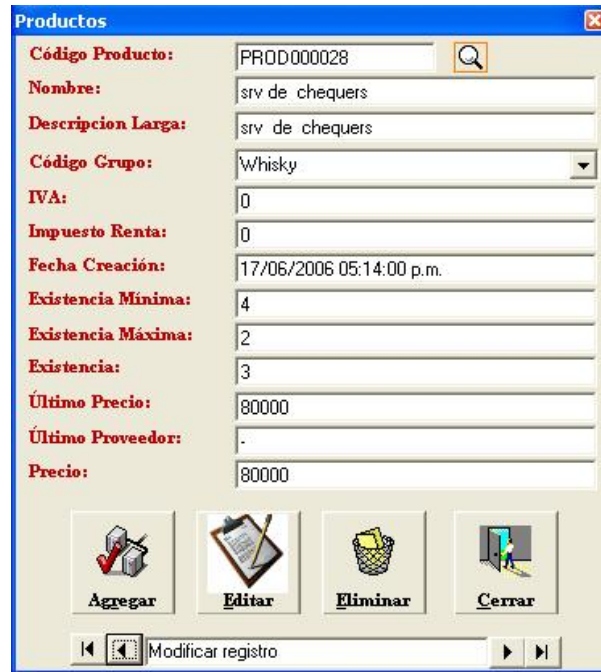 Productos
Código Producto: PROD000028
Nombre: srv de  chequers
Descripcion Larga: srv  de  chequers
Código Grupo: Whisky
IVA: 0
Impuesto Renta: 0
Fecha Creación: 17/06/2006 05:14:00 p.m.
Existencia Mínima: 4
Existencia Máxima: 2
Existencia: 3
Último Precio: 80000
Último Proveedor: .
Precio: 80000
Agregar Editar Eliminar Cerrar
Modificar registro